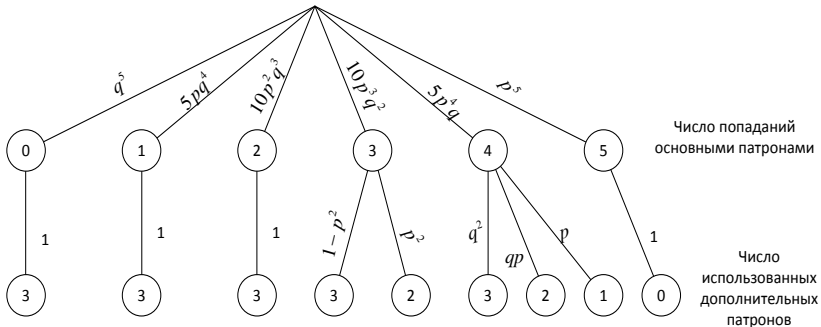 q⁵
5pq⁴
10p²q³
10p³q²
5p⁴q
p⁵
0 1 2 3 4 5
Число попаданий
основными патронами
1 1 1 1 − p² p² q² qp p 1
3 3 3 3 2 3 2 1 0
Число
использованных
дополнительных
патронов